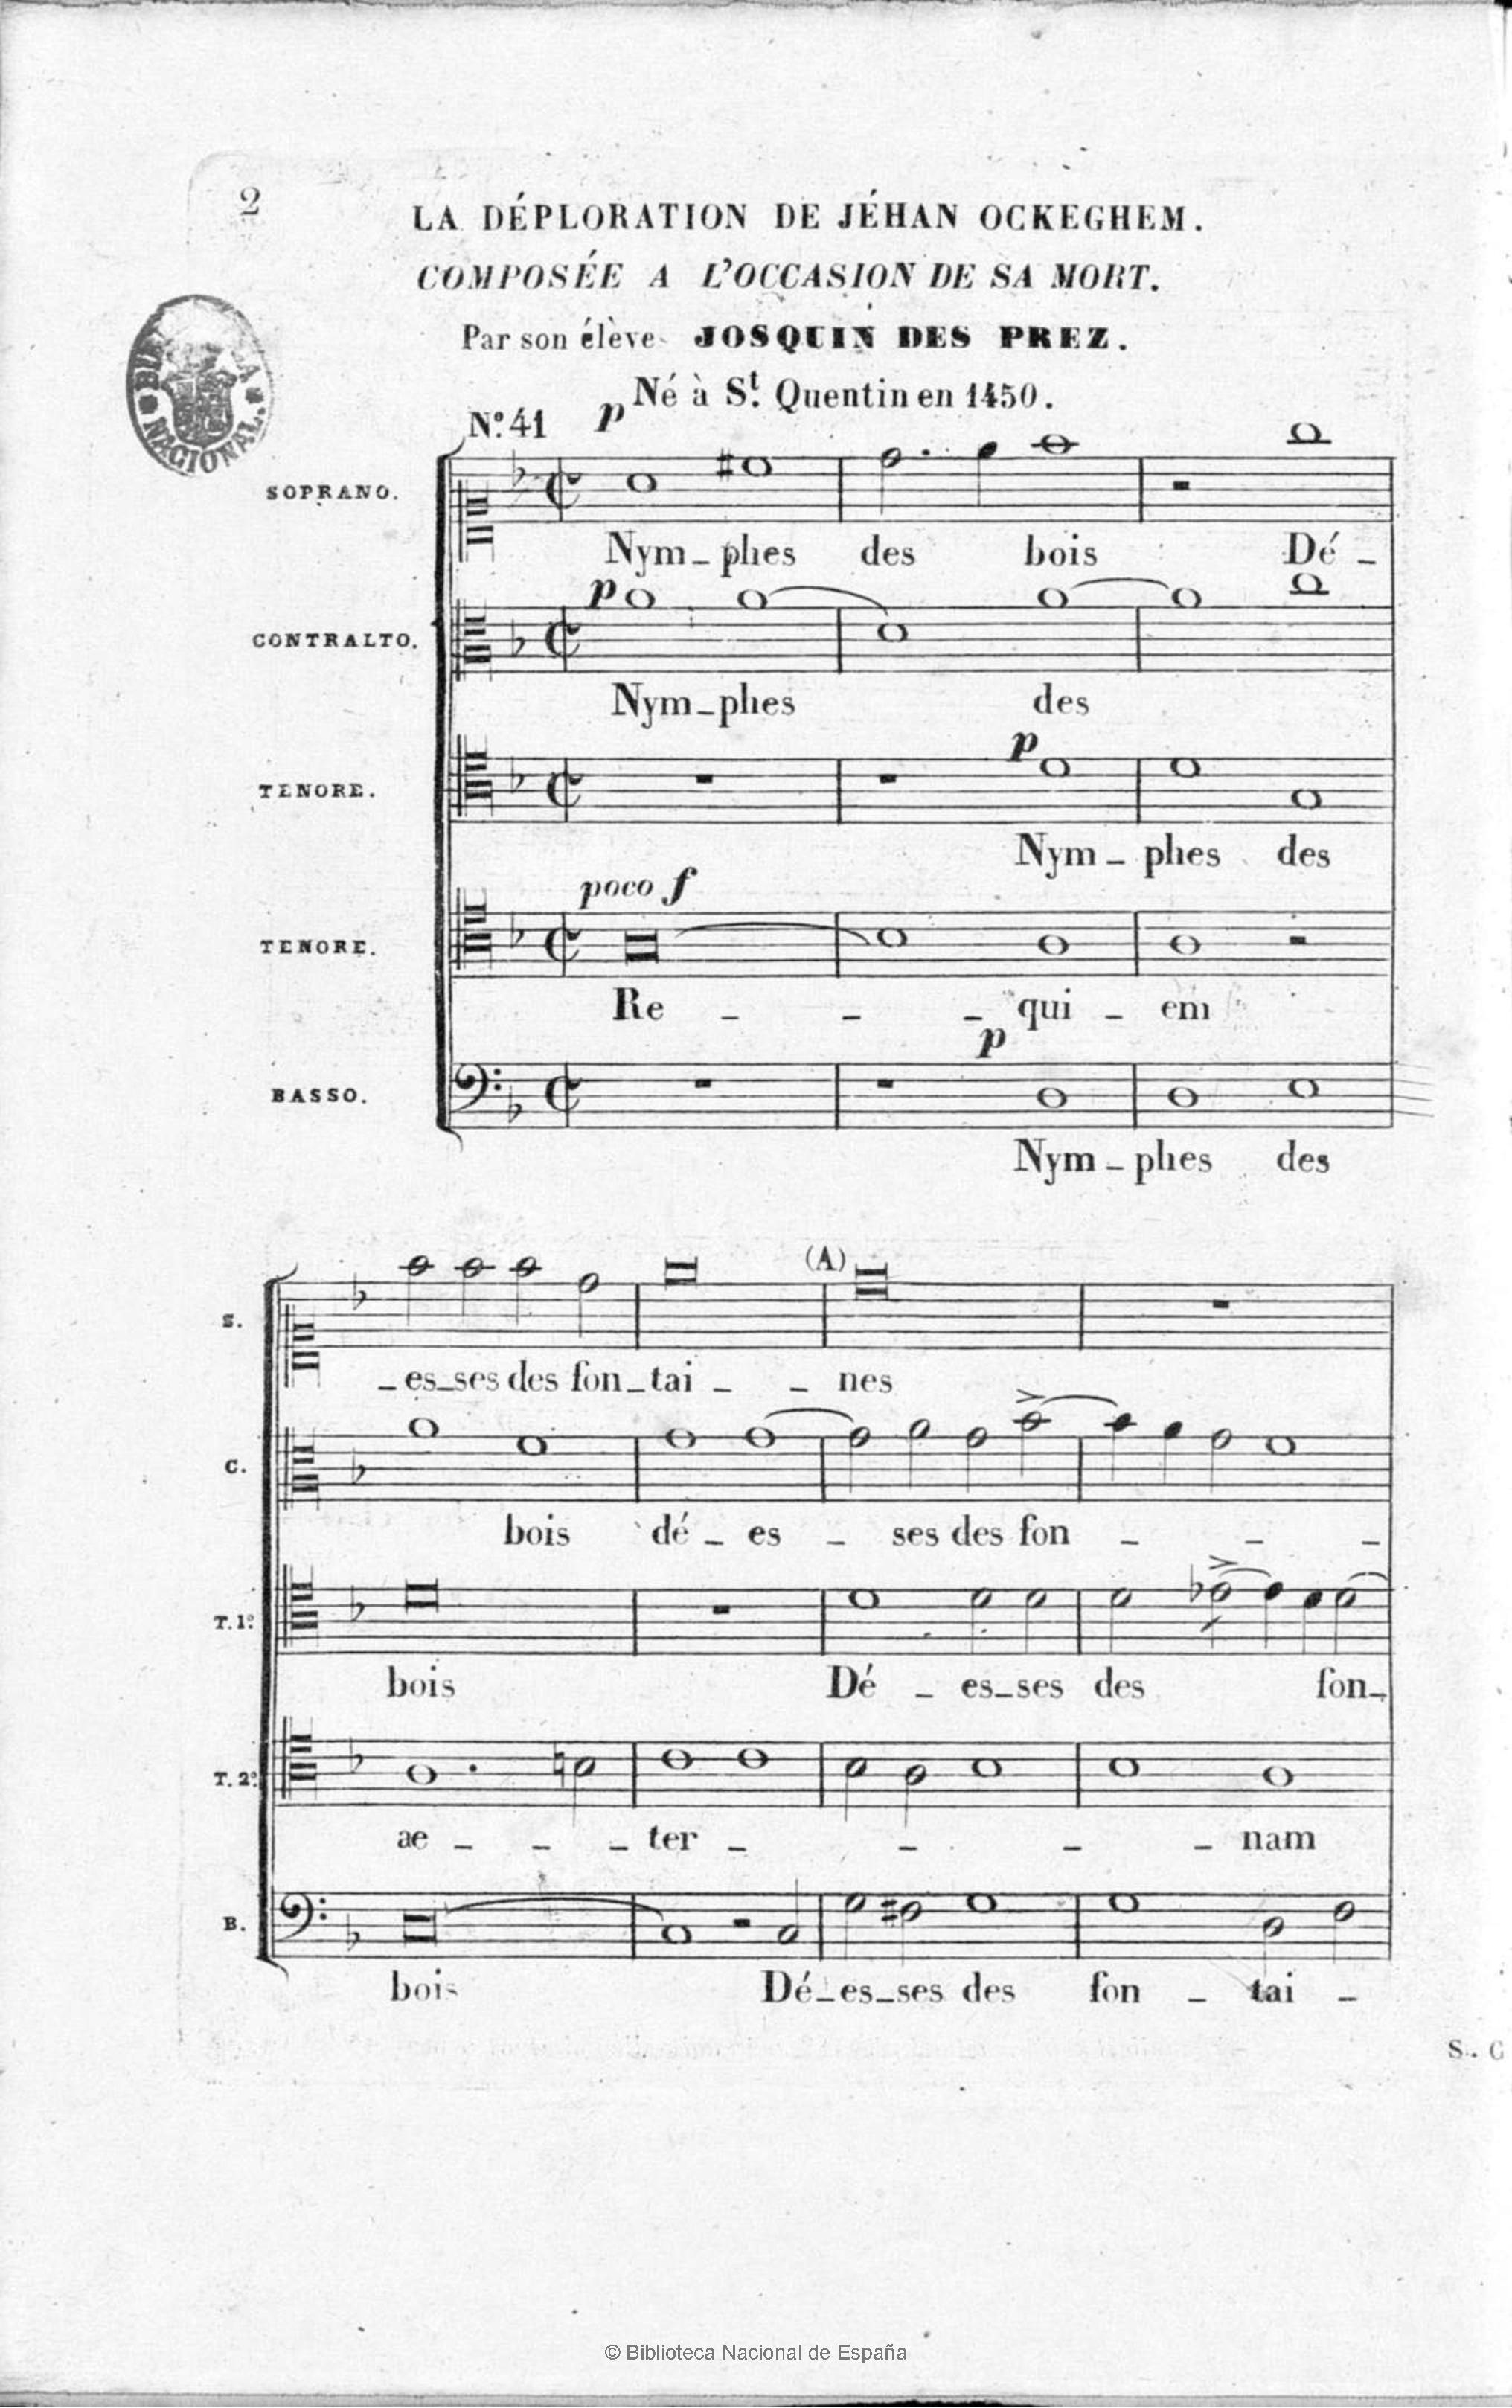 2
LA DÉPLORATION DE JÉHAN OCKEGHEM.
COMPOSÉE A L'OCCASION DE SA MORT.
Par son élève JOSQUIN DES PREZ.
Né à St. Quentin en 1450.
No. 41
p
SOPRANO.
Nym_phes des bois Dé_
p
CONTRALTO.
Nym_phes des
p
TENORE.
Nym_phes des
poco f
TENORE.
Re _ _ _ qui _ em
p
BASSO.
Nym_phes des
NACIONAL.
(A)
S.
_es_ses des fon_tai _ _ nes
C.
bois dé_es _ ses des fon _ _ _
T. 1o.
bois Dé _ es_ses des fon_
T. 2o.
ae _ _ _ ter _ _ _ _ nam
B.
bois Dé_es_ses des fon _ tai _
S. C
© Biblioteca Nacional de España